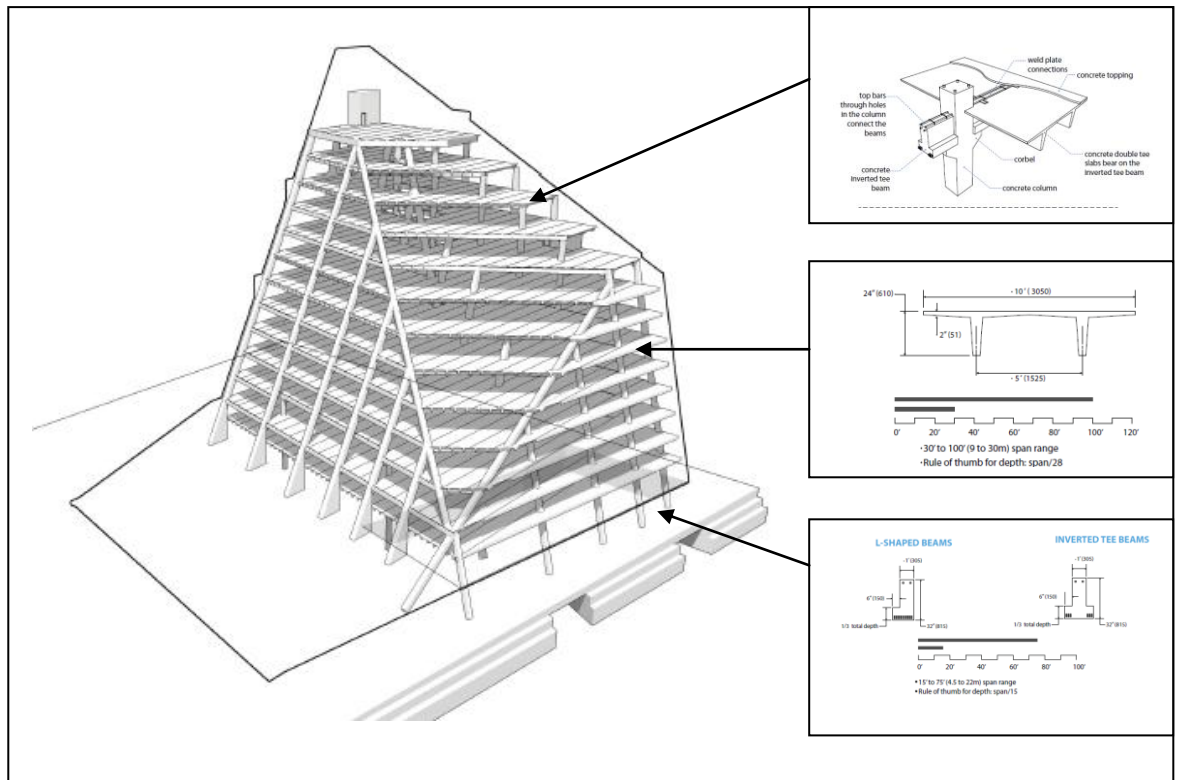 weld plate
connections
concrete topping
top bars
through holes
in the column
connect the
beams
corbel
concrete double tee
slabs bear on the
inverted tee beam
concrete
inverted tee
beam
concrete column
24" (610)
10' (3050)
2" (51)
5' (1525)
0' 20' 40' 60' 80' 100' 120'
·30' to 100' (9 to 30m) span range
·Rule of thumb for depth: span/28
L-SHAPED BEAMS
INVERTED TEE BEAMS
1' (305)
1' (305)
6" (150)
6" (150)
1/3 total depth
32" (815)
1/3 total depth
32" (815)
0' 20' 40' 60' 80' 100'
•15' to 75' (4.5 to 22m) span range
•Rule of thumb for depth: span/15